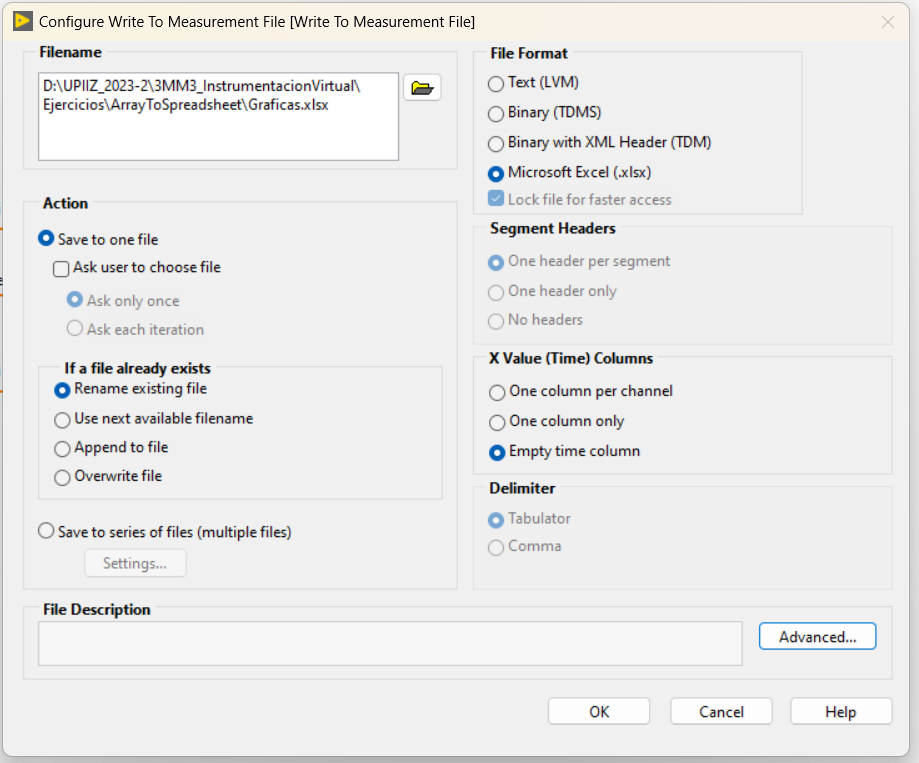 Configure Write To Measurement File [Write To Measurement File]
Filename
D:\UPIIZ_2023-2\3MM3_InstrumentacionVirtual\
Ejercicios\ArrayToSpreadsheet\Graficas.xlsx
Action
Save to one file
Ask user to choose file
Ask only once
Ask each iteration
If a file already exists
Rename existing file
Use next available filename
Append to file
Overwrite file
Save to series of files (multiple files)
Settings...
File Format
Text (LVM)
Binary (TDMS)
Binary with XML Header (TDM)
Microsoft Excel (.xlsx)
Lock file for faster access
Segment Headers
One header per segment
One header only
No headers
X Value (Time) Columns
One column per channel
One column only
Empty time column
Delimiter
Tabulator
Comma
File Description
Advanced...
OK
Cancel
Help